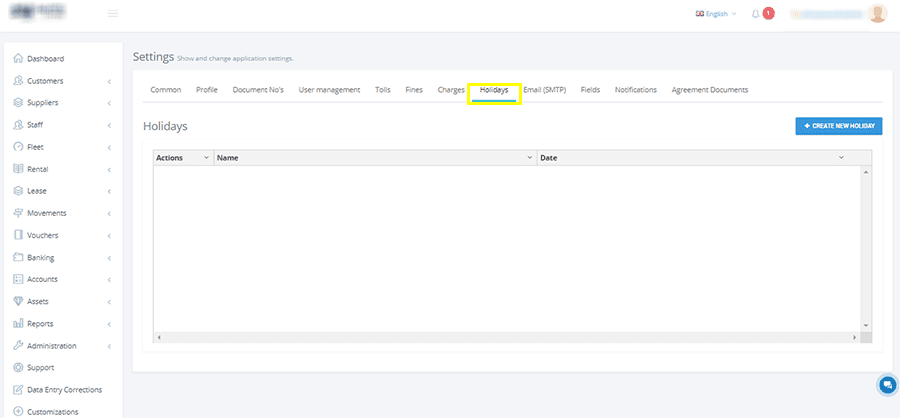 English
1
Dashboard
Customers
Suppliers
Staff
Fleet
Rental
Lease
Movements
Vouchers
Banking
Accounts
Assets
Reports
Administration
Support
Data Entry Corrections
Customizations
Settings Show and change application settings.
Common Profile Document No's User management Tolls Fines Charges Holidays Email (SMTP) Fields Notifications Agreement Documents
Holidays
+ CREATE NEW HOLIDAY
Actions Name Date